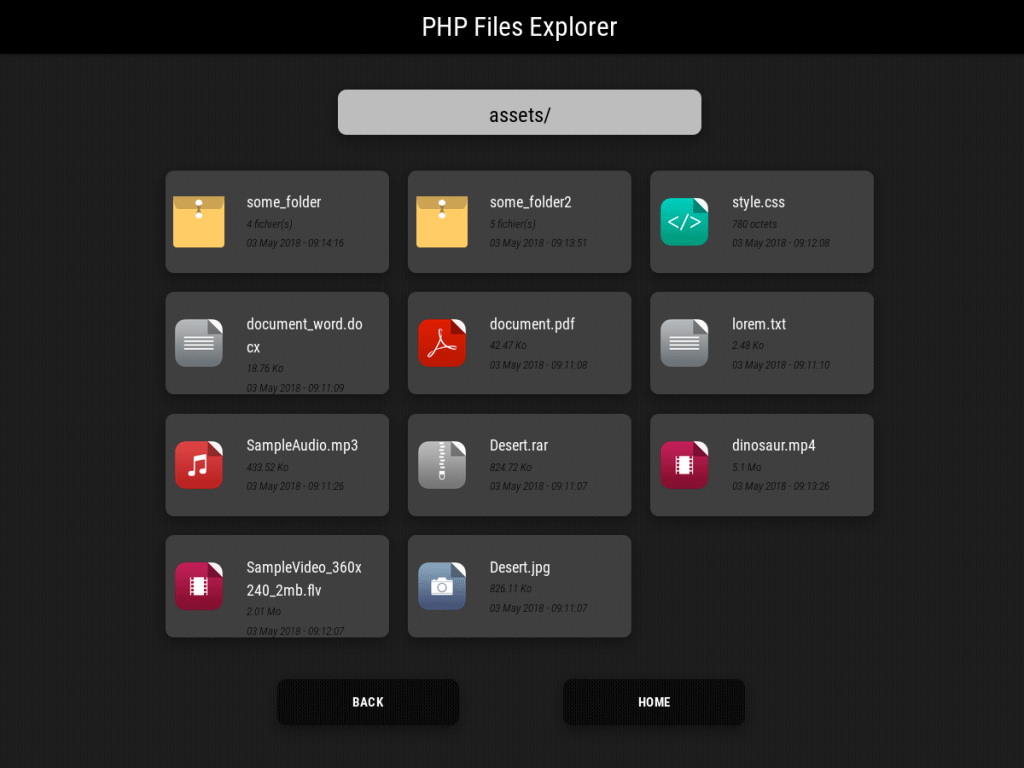 PHP Files Explorer
assets/
some_folder
4 fichier(s)
03 May 2018 - 09:14:16
some_folder2
5 fichier(s)
03 May 2018 - 09:13:51
style.css
780 octets
03 May 2018 - 09:12:08
document_word.do
cx
18.76 Ko
03 May 2018 - 09:11:09
document.pdf
42.47 Ko
03 May 2018 - 09:11:08
lorem.txt
2.48 Ko
03 May 2018 - 09:11:10
SampleAudio.mp3
433.52 Ko
03 May 2018 - 09:11:26
Desert.rar
824.72 Ko
03 May 2018 - 09:11:07
dinosaur.mp4
5.1 Mo
03 May 2018 - 09:13:26
SampleVideo_360x
240_2mb.flv
2.01 Mo
03 May 2018 - 09:12:07
Desert.jpg
826.11 Ko
03 May 2018 - 09:11:07
BACK
HOME